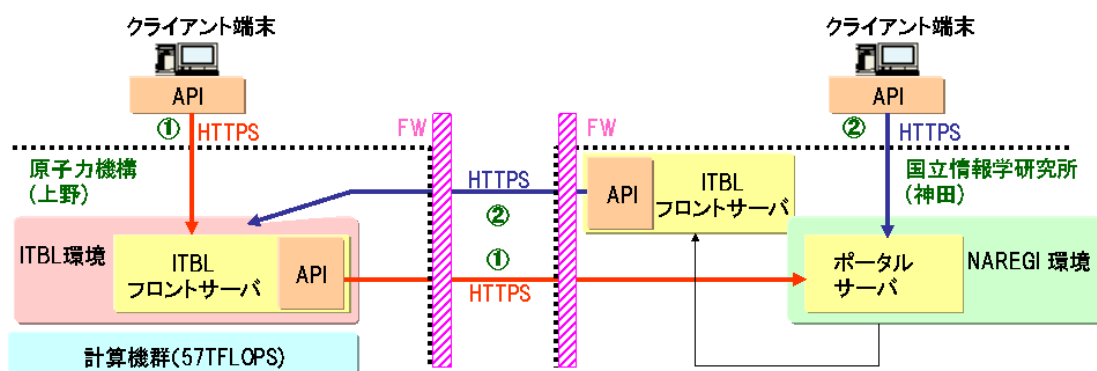 クライアント端末
API
①
HTTPS
原子力機構
(上野)
ITBL環境
ITBL
フロントサーバ
API
計算機群(57TFLOPS)
FW
FW
HTTPS
②
①
HTTPS
クライアント端末
API
②
HTTPS
国立情報学研究所
(神田)
API
ITBL
フロントサーバ
ポータル
サーバ
NAREGI 環境